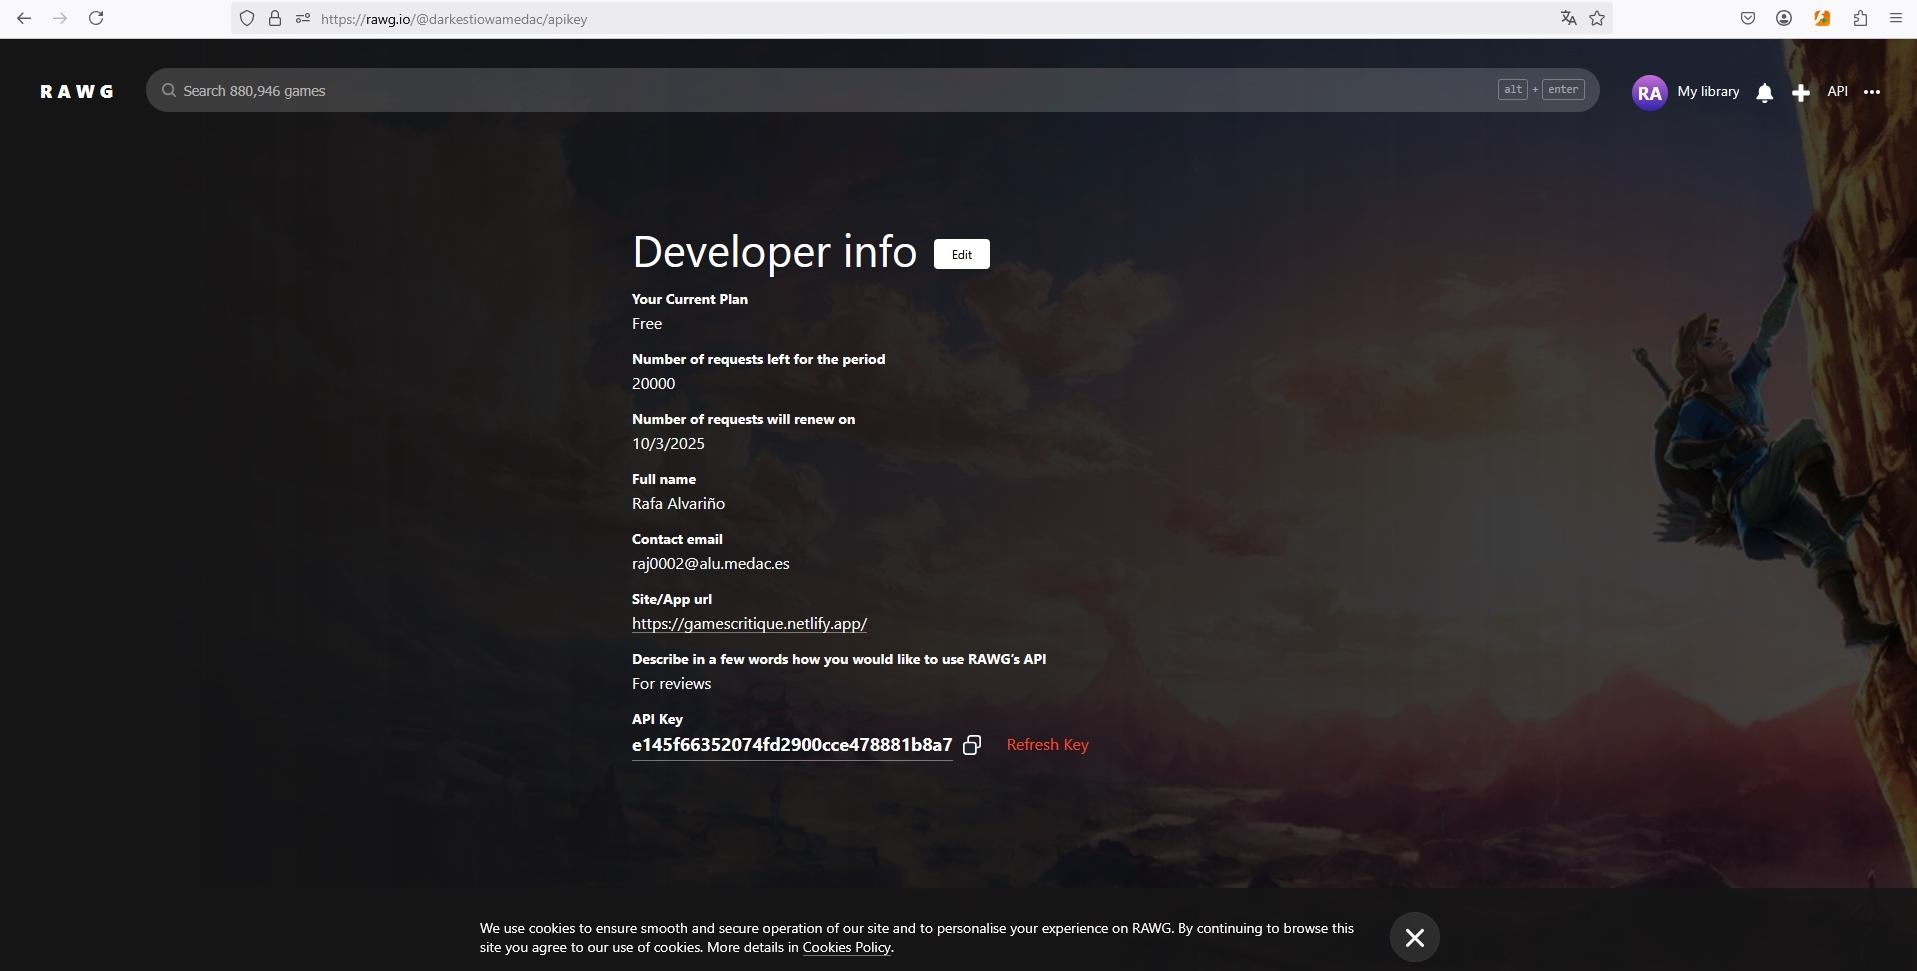 https://rawg.io/@darkestiowamedac/apikey
RAWG
Search 880,946 games
alt + enter
RA
My library
API
Developer info
Edit
Your Current Plan
Free
Number of requests left for the period
20000
Number of requests will renew on
10/3/2025
Full name
Rafa Alvariño
Contact email
raj0002@alu.medac.es
Site/App url
https://gamescritique.netlify.app/
Describe in a few words how you would like to use RAWG's API
For reviews
API Key
e145f66352074fd2900cce478881b8a7
Refresh Key
We use cookies to ensure smooth and secure operation of our site and to personalise your experience on RAWG. By continuing to browse this
site you agree to our use of cookies. More details in Cookies Policy.